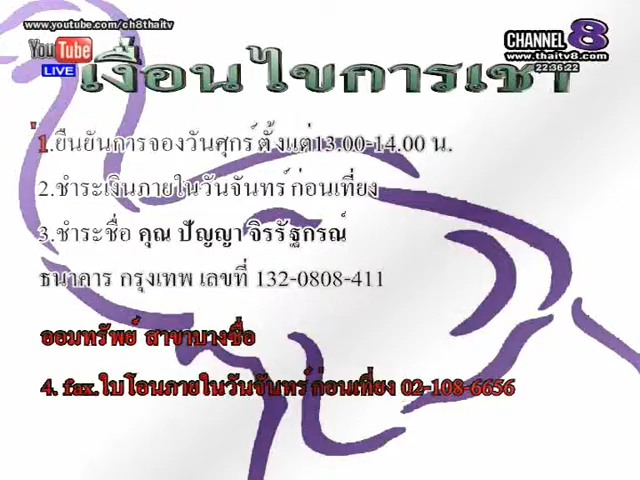 www.youtube.com/ch8thaitv
YouTube
LIVE
CHANNEL 8
www.thaitv8.com
22:36:22
เงื่อนไขการเช่า
1.ยืนยันการจองวันศุกร์ ตั้งแต่13.00-14.00 น.
2.ชำระเงินภายในวันจันทร์ ก่อนเที่ยง
3.ชำระชื่อ คุณ ปัญญา จิรรัฐกรณ์
ธนาคาร กรุงเทพ เลขที่ 132-0808-411
ออมทรัพย์ สาขาบางซื่อ
4. fax.ใบโอนภายในวันจันทร์ ก่อนเที่ยง 02-108-6656